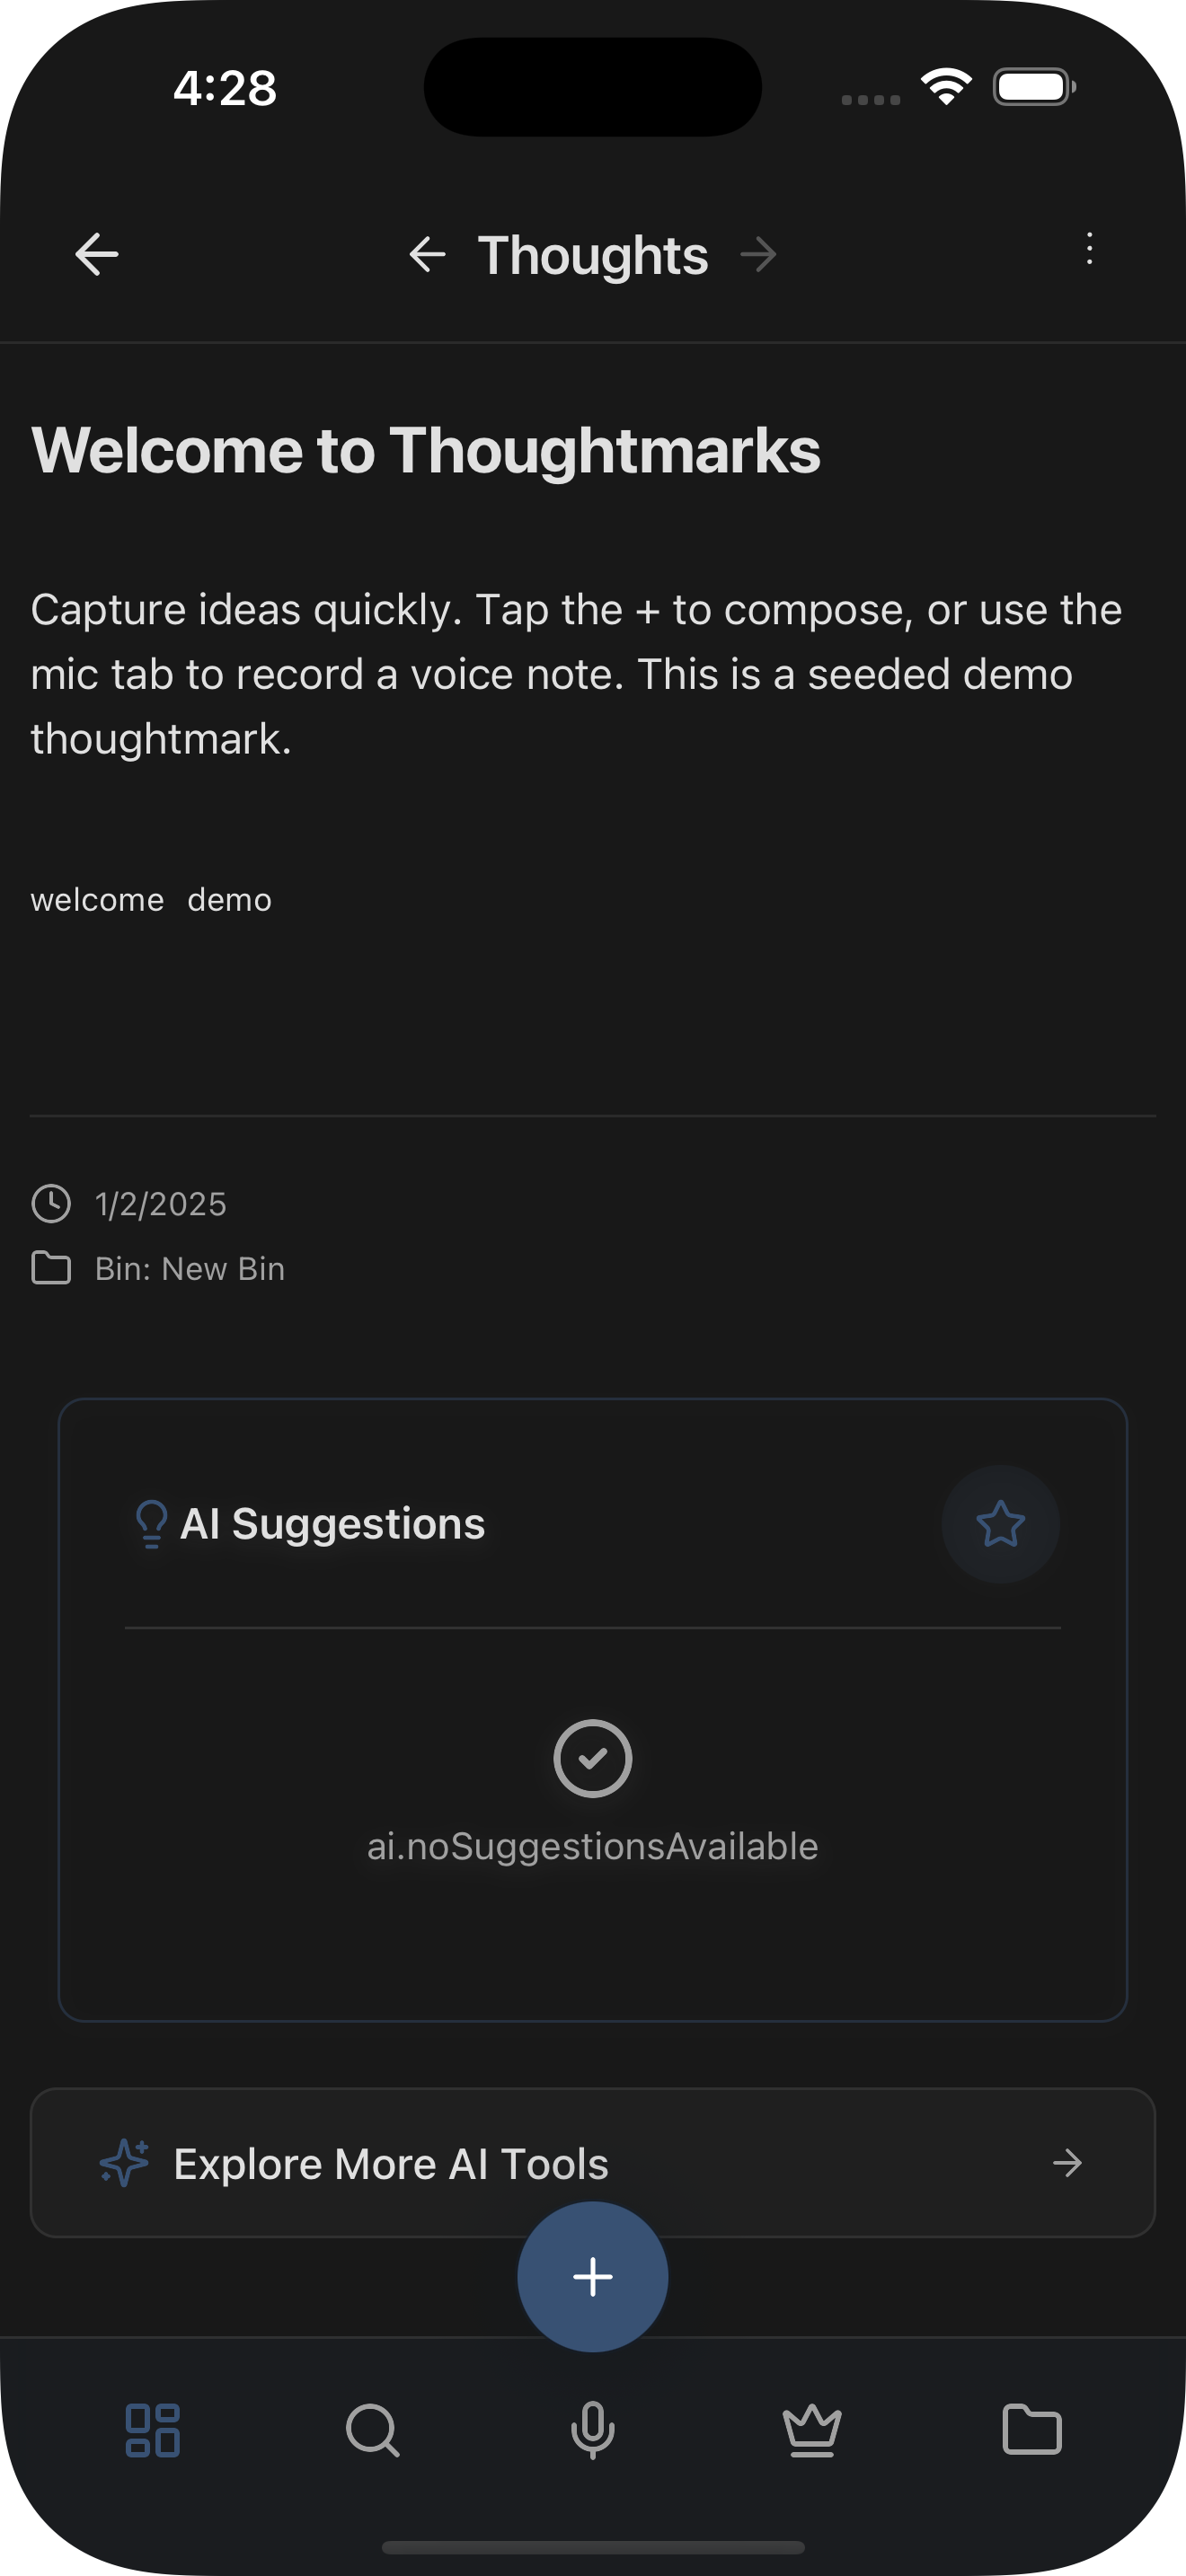 4:28
Thoughts
Welcome to Thoughtmarks
Capture ideas quickly. Tap the + to compose, or use the
mic tab to record a voice note. This is a seeded demo
thoughtmark.
welcome demo
1/2/2025
Bin: New Bin
AI Suggestions
ai.noSuggestionsAvailable
Explore More AI Tools